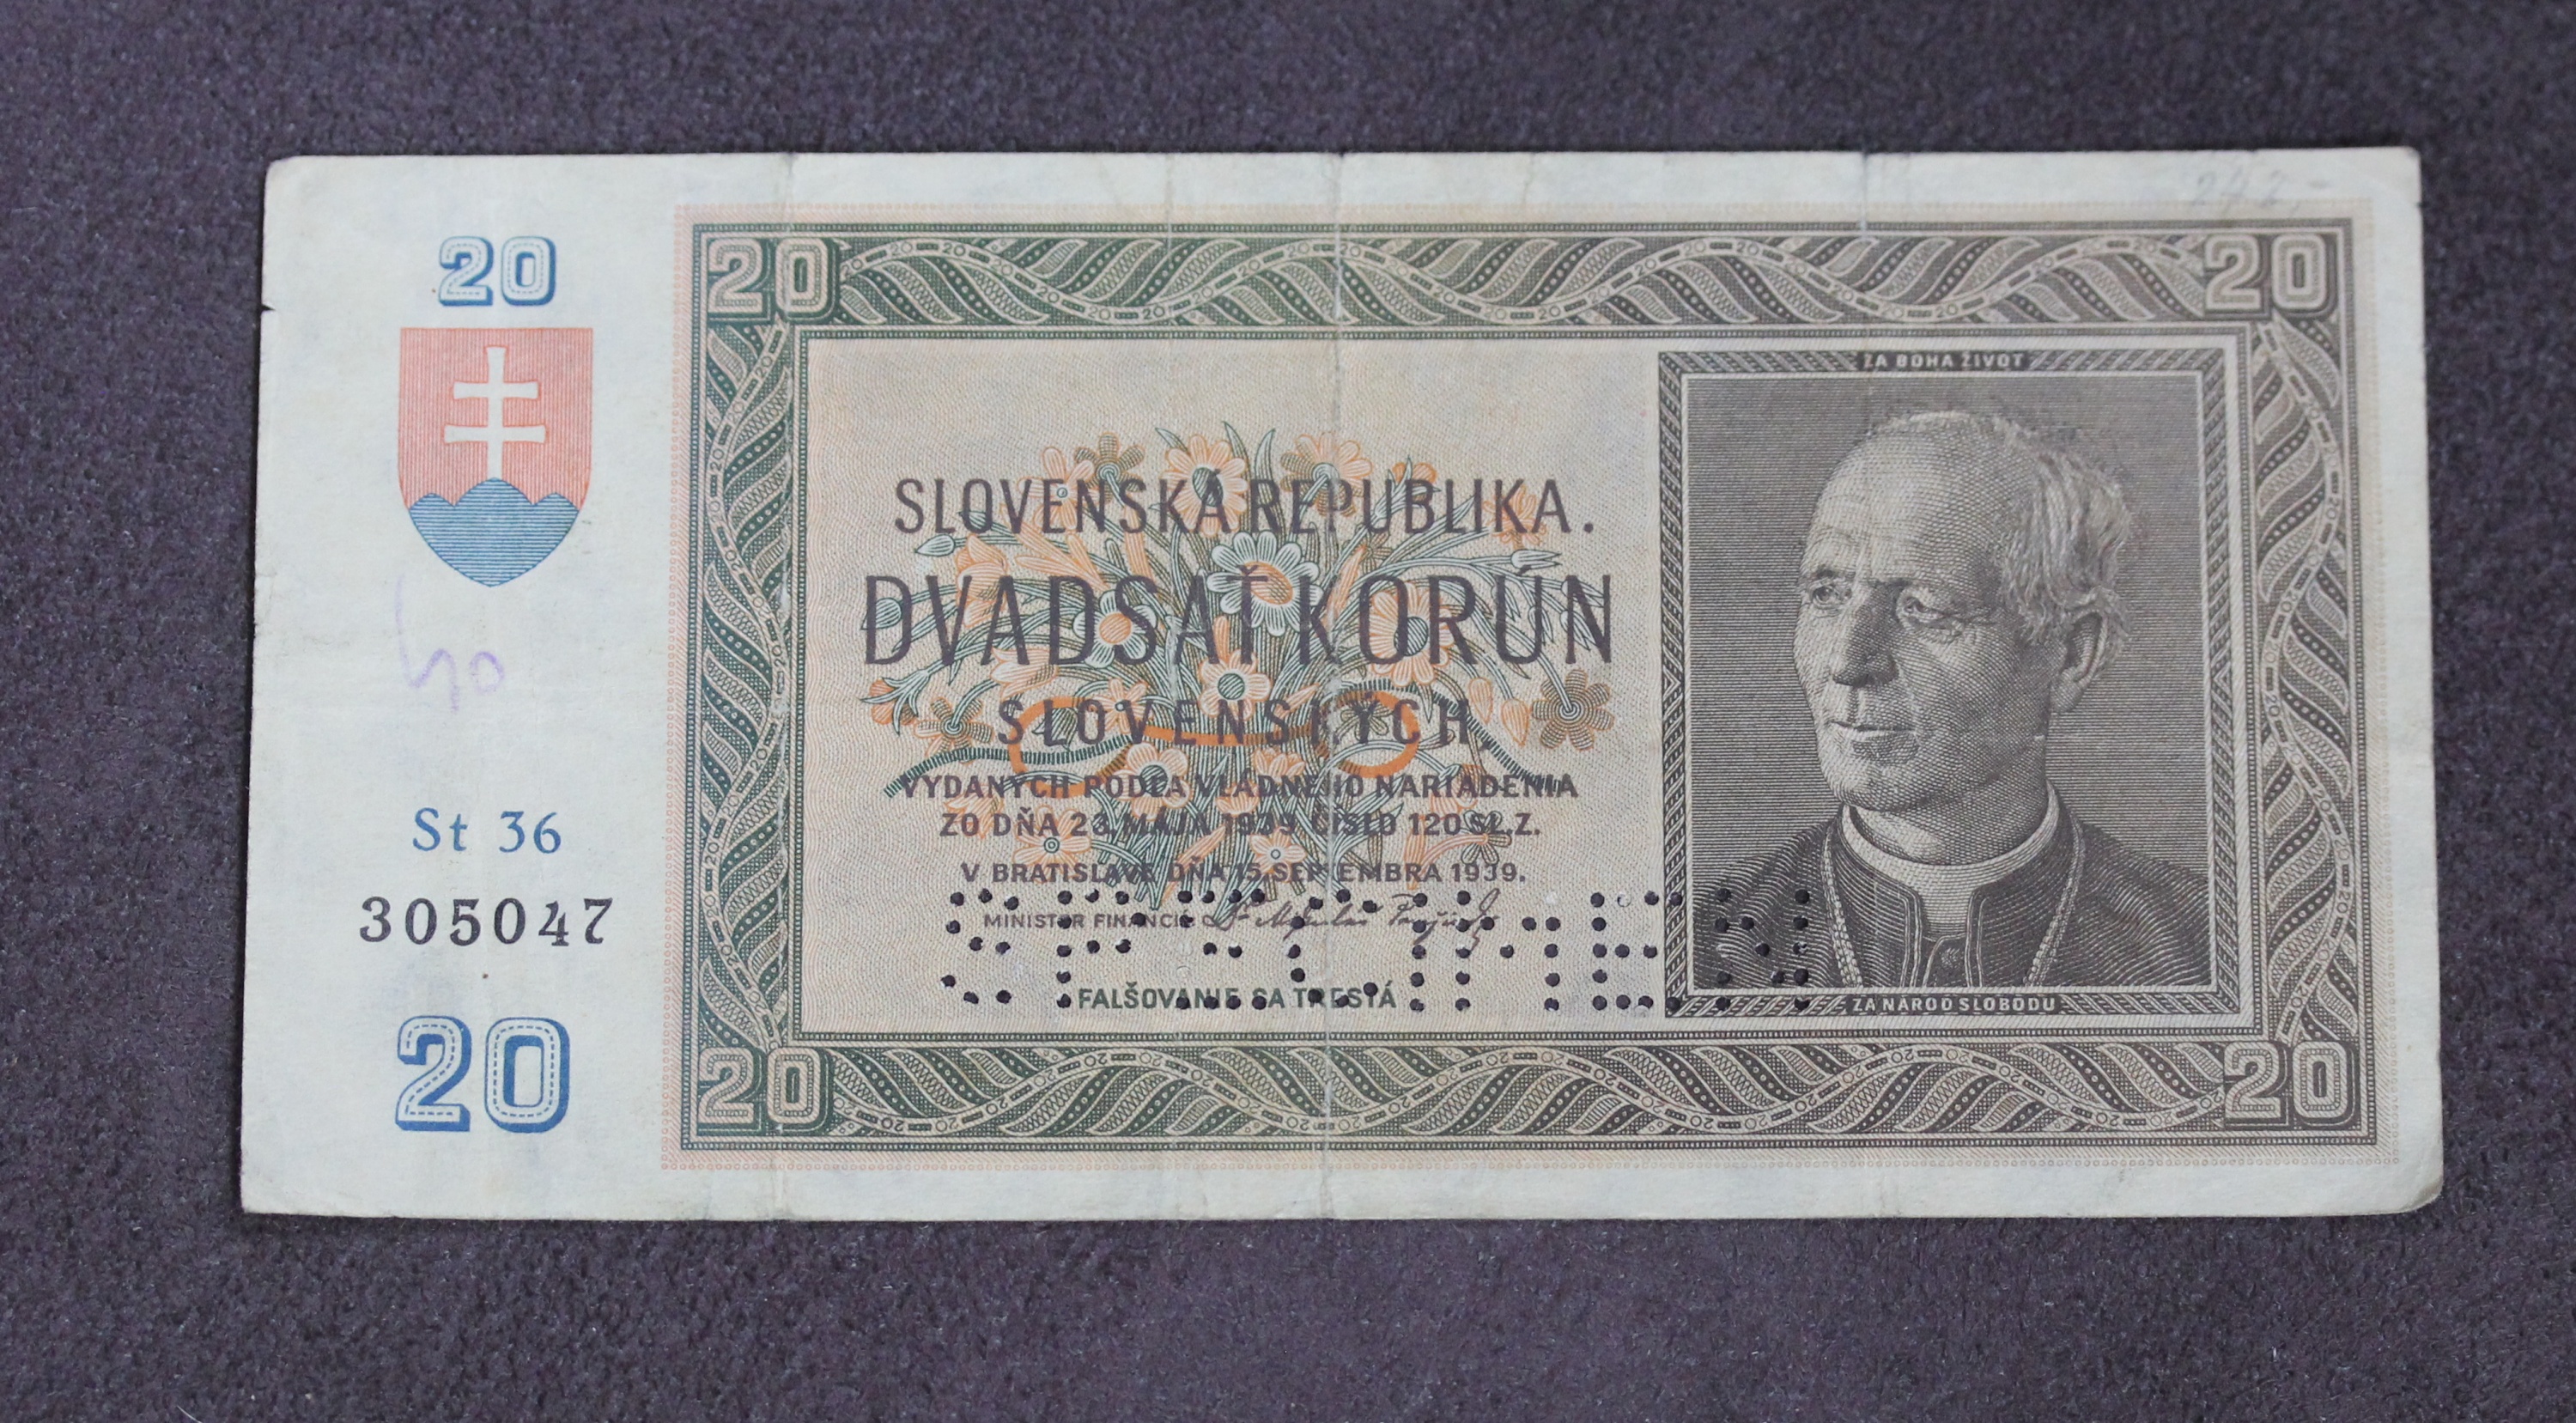 20
St 36
305047
20
20
20
SLOVENSKÁ REPUBLIKA.
DVADSAŤ KORÚN
SLOVENSKÝCH,
VYDANÝCH PODĽA VLÁDNEHO NARIADENIA
ZO DŇA 23. MÁJA 1939 ČÍSLO 120 SL. Z.
V BRATISLAVE DŇA 15. SEPTEMBRA 1939.
MINISTER FINANCIÍ
SPECIMEN
FALŠOVANIE SA TRESTÁ
ZA BOHA ŽIVOT
ZA NÁROD SLOBODU
20
20